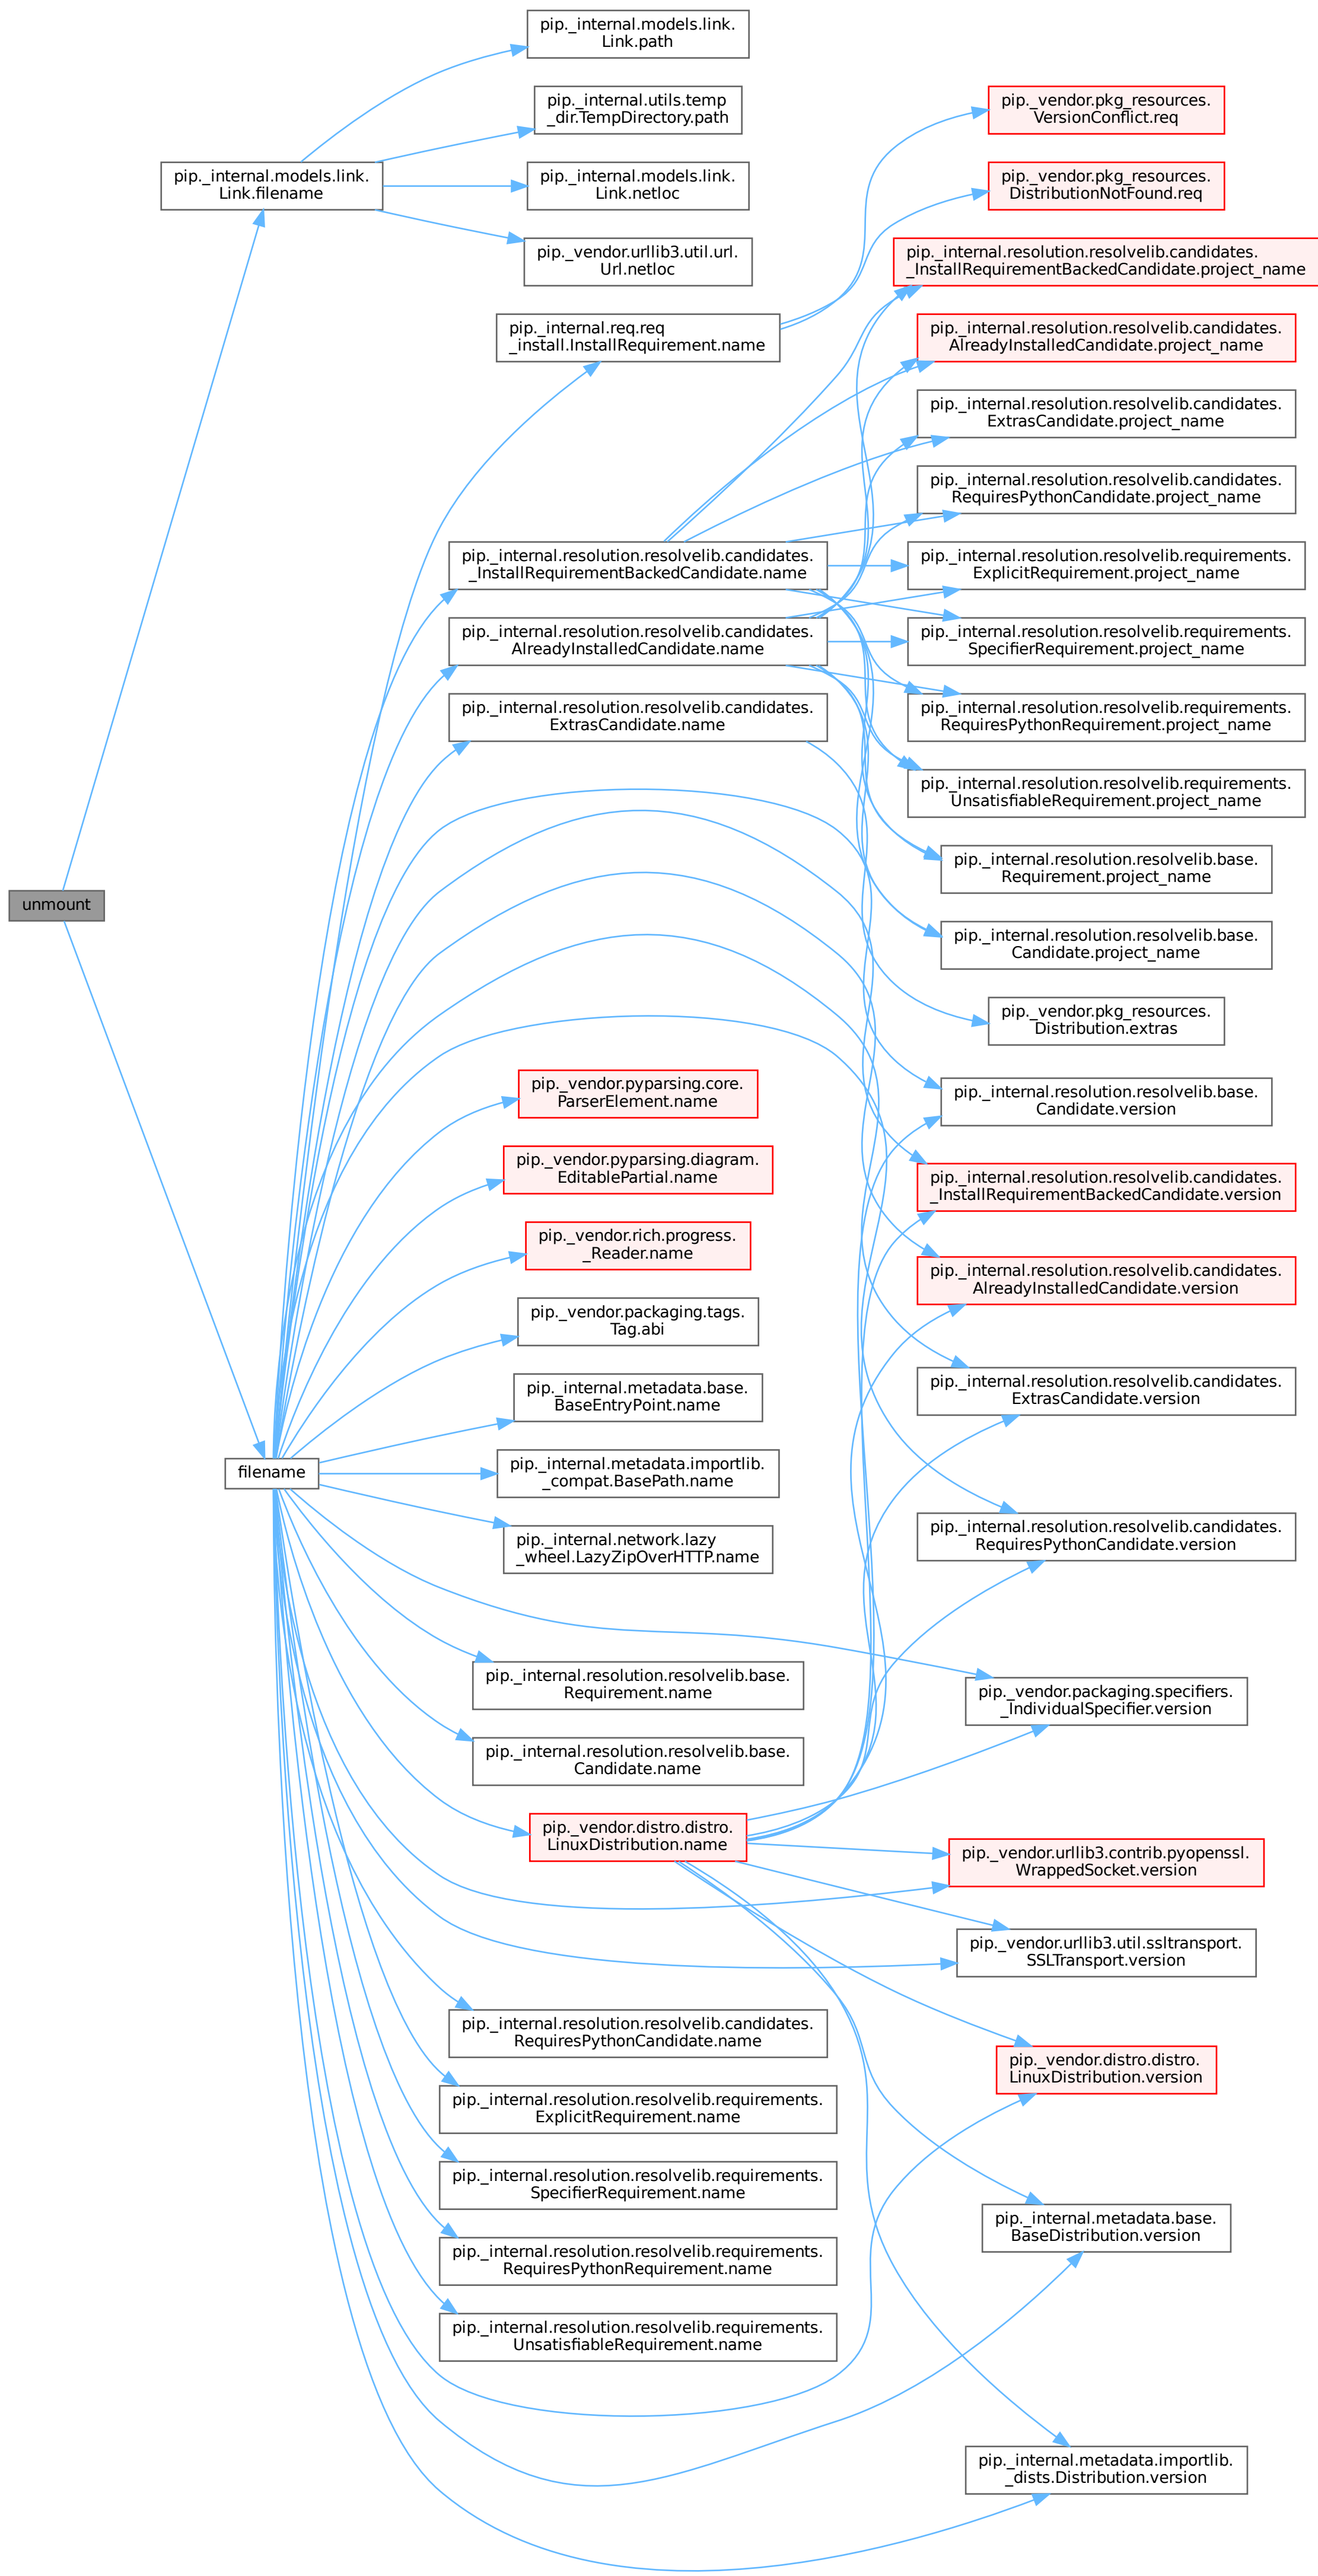 pip._internal.models.link.
Link.path
pip._internal.utils.temp
_dir.TempDirectory.path
pip._internal.models.link.
Link.filename
pip._internal.models.link.
Link.netloc
pip._vendor.urllib3.util.url.
Url.netloc
pip._internal.req.req
_install.InstallRequirement.name
pip._vendor.pkg_resources.
VersionConflict.req
pip._vendor.pkg_resources.
DistributionNotFound.req
pip._internal.resolution.resolvelib.candidates.
_InstallRequirementBackedCandidate.project_name
pip._internal.resolution.resolvelib.candidates.
AlreadyInstalledCandidate.project_name
pip._internal.resolution.resolvelib.candidates.
ExtrasCandidate.project_name
pip._internal.resolution.resolvelib.candidates.
RequiresPythonCandidate.project_name
pip._internal.resolution.resolvelib.candidates.
_InstallRequirementBackedCandidate.name
pip._internal.resolution.resolvelib.requirements.
ExplicitRequirement.project_name
pip._internal.resolution.resolvelib.candidates.
AlreadyInstalledCandidate.name
pip._internal.resolution.resolvelib.requirements.
SpecifierRequirement.project_name
pip._internal.resolution.resolvelib.candidates.
ExtrasCandidate.name
pip._internal.resolution.resolvelib.requirements.
RequiresPythonRequirement.project_name
pip._internal.resolution.resolvelib.requirements.
UnsatisfiableRequirement.project_name
pip._internal.resolution.resolvelib.base.
Requirement.project_name
unmount
pip._internal.resolution.resolvelib.base.
Candidate.project_name
pip._vendor.pkg_resources.
Distribution.extras
pip._vendor.pyparsing.core.
ParserElement.name
pip._internal.resolution.resolvelib.base.
Candidate.version
pip._vendor.pyparsing.diagram.
EditablePartial.name
pip._internal.resolution.resolvelib.candidates.
_InstallRequirementBackedCandidate.version
pip._vendor.rich.progress.
_Reader.name
pip._internal.resolution.resolvelib.candidates.
AlreadyInstalledCandidate.version
pip._vendor.packaging.tags.
Tag.abi
pip._internal.metadata.base.
BaseEntryPoint.name
pip._internal.resolution.resolvelib.candidates.
ExtrasCandidate.version
filename
pip._internal.metadata.importlib.
_compat.BasePath.name
pip._internal.network.lazy
_wheel.LazyZipOverHTTP.name
pip._internal.resolution.resolvelib.candidates.
RequiresPythonCandidate.version
pip._internal.resolution.resolvelib.base.
Requirement.name
pip._vendor.packaging.specifiers.
_IndividualSpecifier.version
pip._internal.resolution.resolvelib.base.
Candidate.name
pip._vendor.distro.distro.
LinuxDistribution.name
pip._vendor.urllib3.contrib.pyopenssl.
WrappedSocket.version
pip._vendor.urllib3.util.ssltransport.
SSLTransport.version
pip._internal.resolution.resolvelib.candidates.
RequiresPythonCandidate.name
pip._vendor.distro.distro.
LinuxDistribution.version
pip._internal.resolution.resolvelib.requirements.
ExplicitRequirement.name
pip._internal.resolution.resolvelib.requirements.
SpecifierRequirement.name
pip._internal.metadata.base.
BaseDistribution.version
pip._internal.resolution.resolvelib.requirements.
RequiresPythonRequirement.name
pip._internal.resolution.resolvelib.requirements.
UnsatisfiableRequirement.name
pip._internal.metadata.importlib.
_dists.Distribution.version